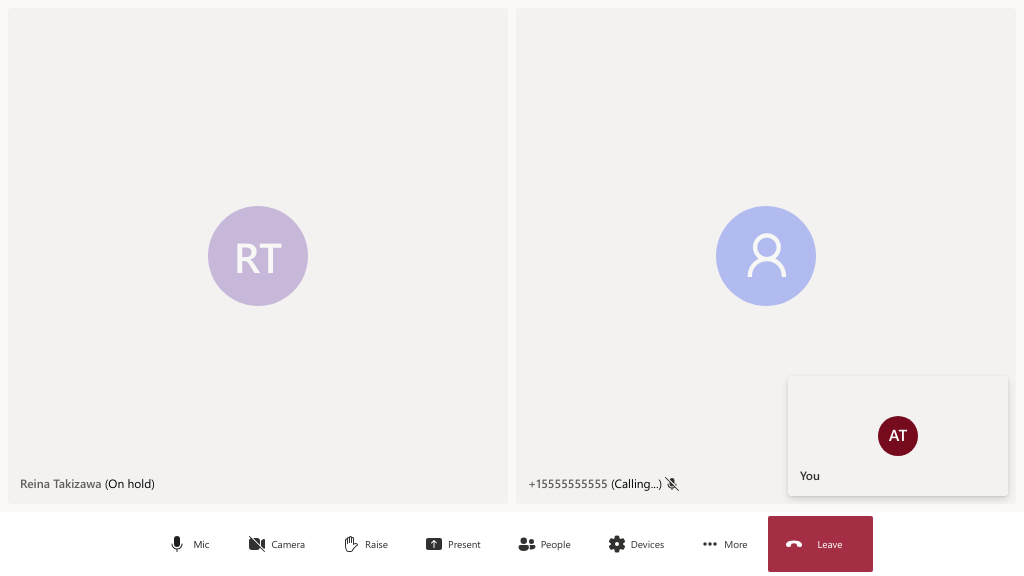 RT
Reina Takizawa (On hold)
+15555555555 (Calling...)
AT
You
Mic
Camera
Raise
Present
People
Devices
More
Leave